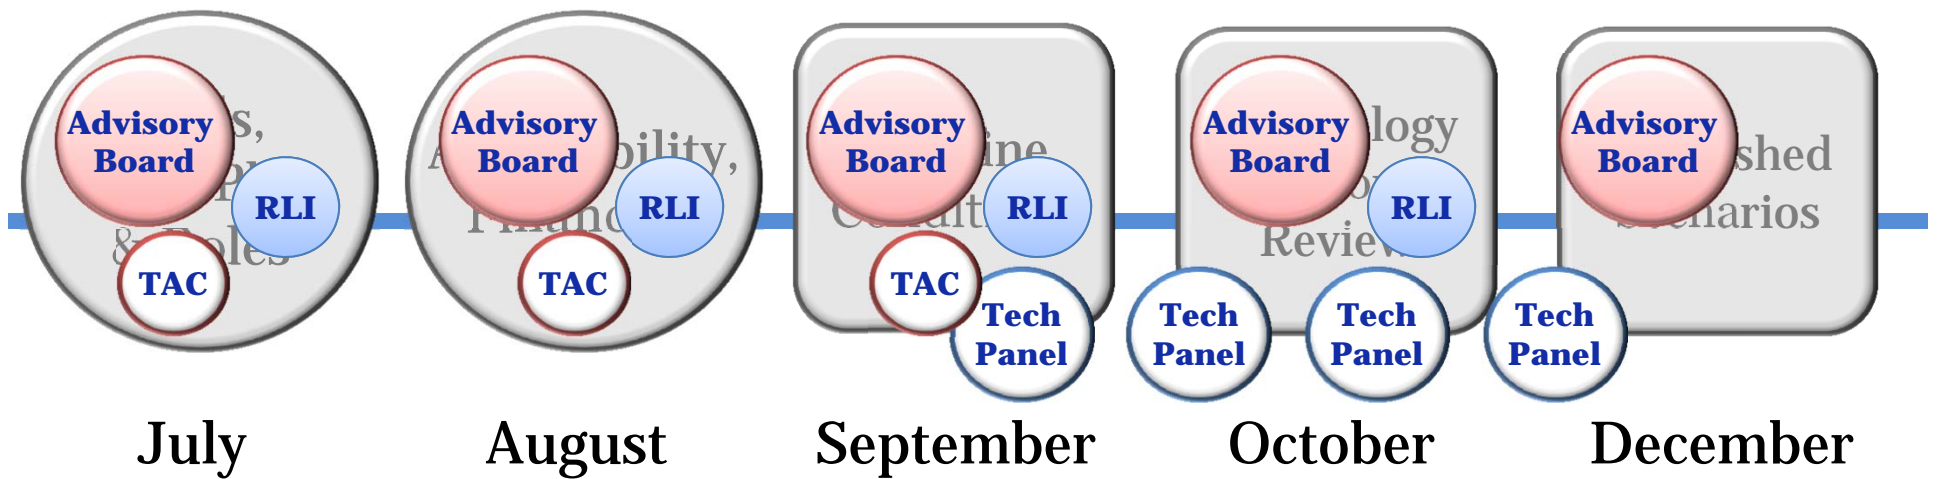 Advisory
Board
RLI
TAC
July
Advisory
Board
RLI
TAC
August
Advisory
Board
RLI
TAC
Tech
Panel
September
Advisory
Board
RLI
Review
Tech
Panel
Tech
Panel
October
Advisory
Board
Tech
Panel
December